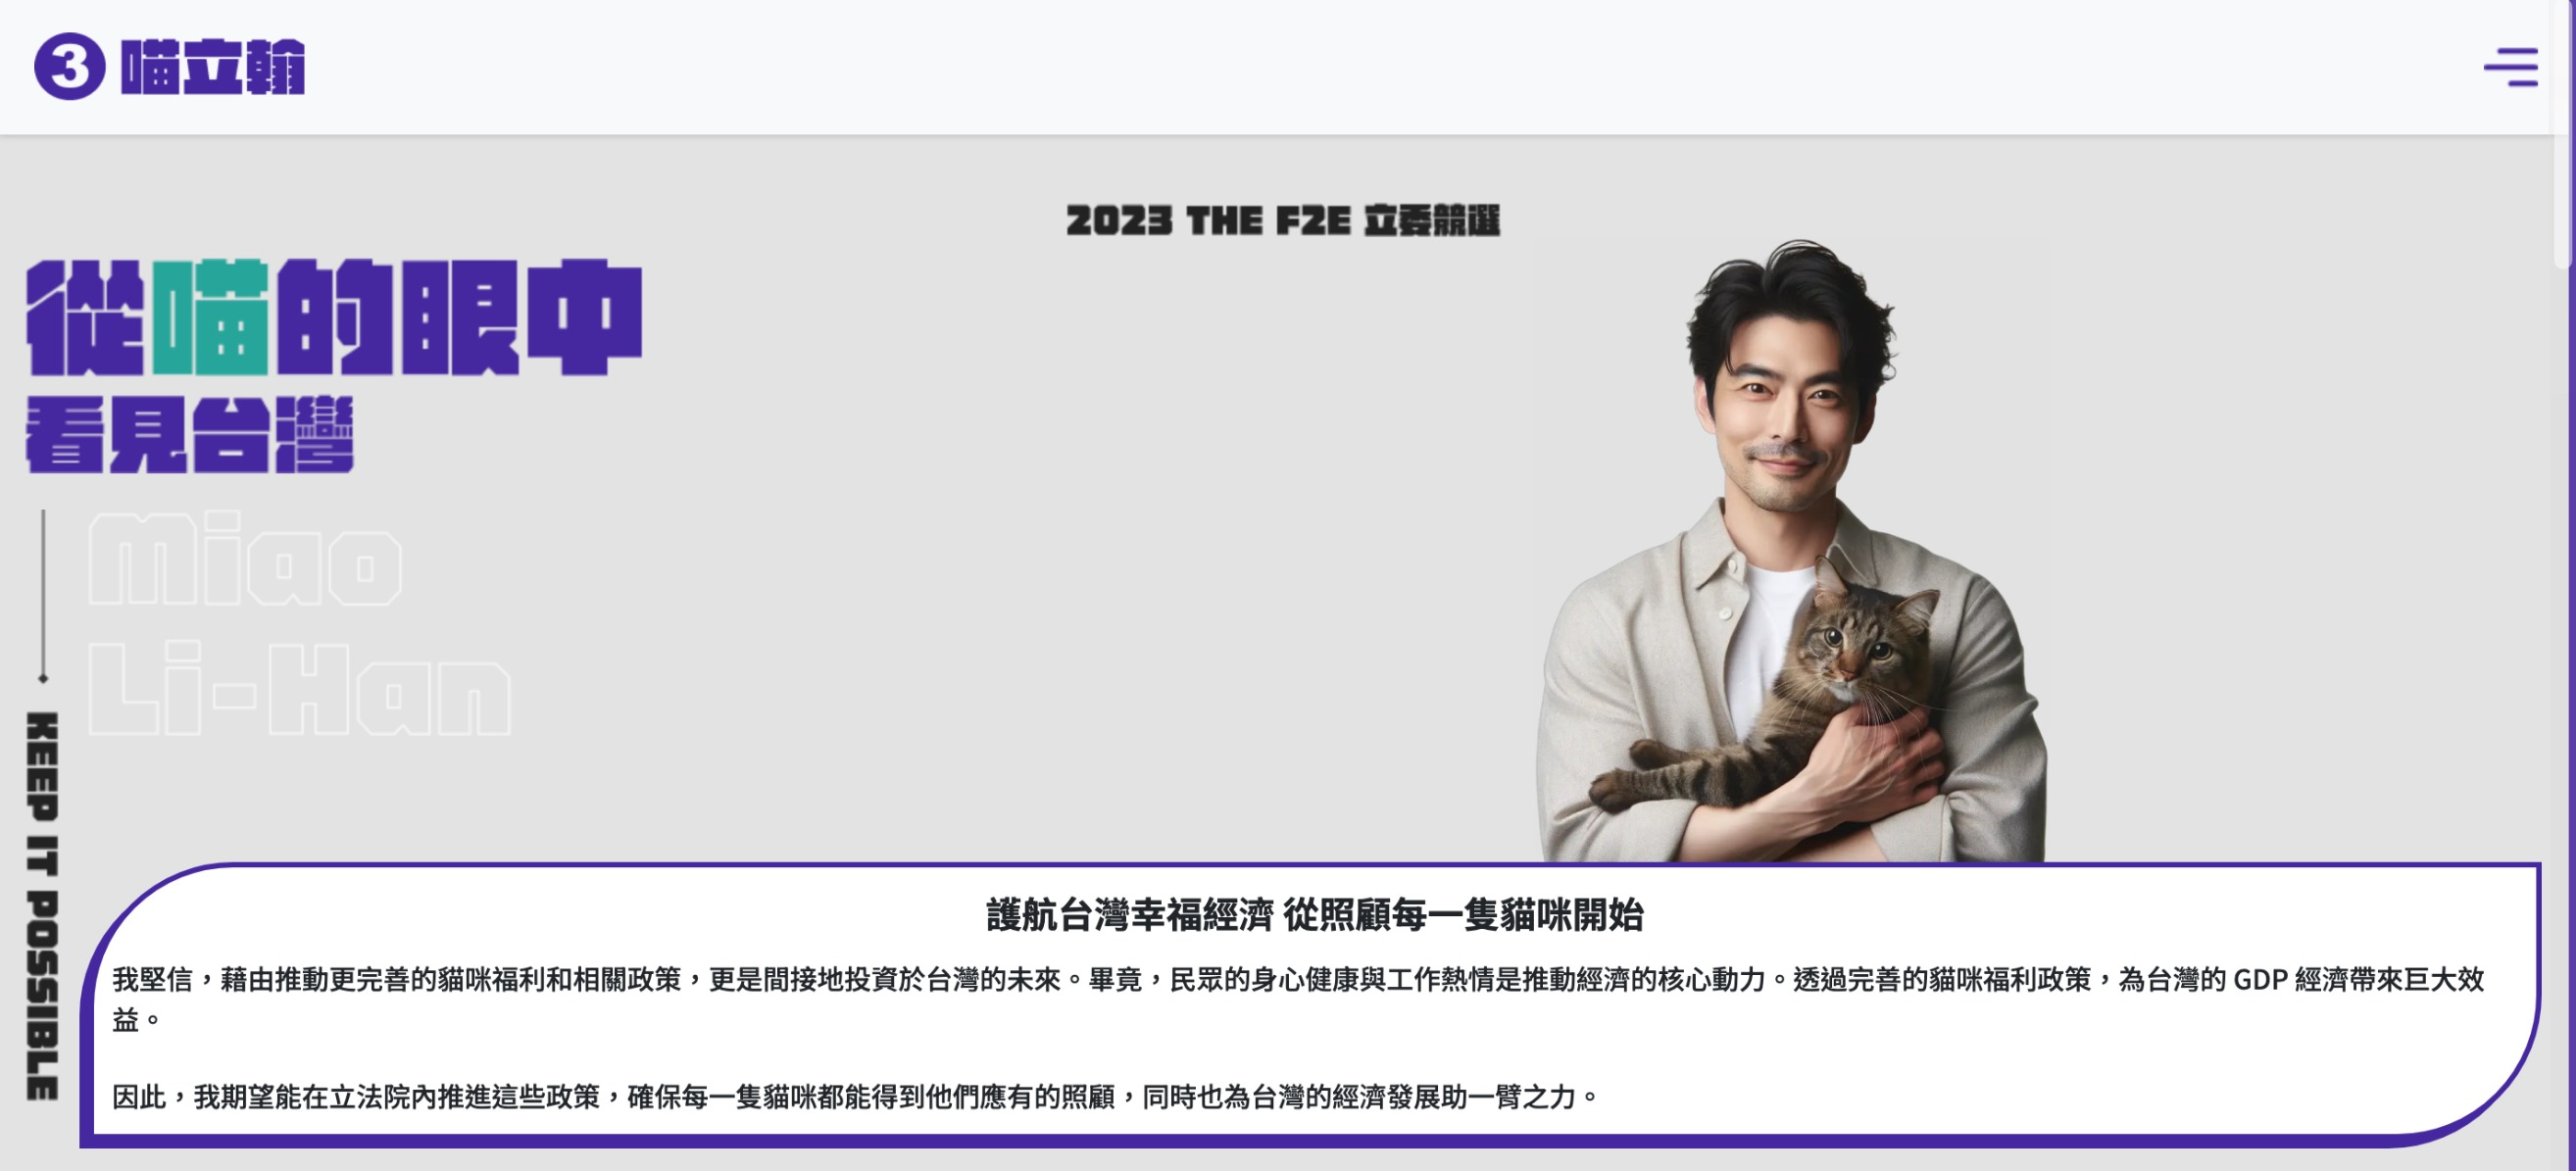 3 喵立翰
2023 THE F2E 立委競選
從喵的眼中
看見台灣
Miao
Li-Han
KEEP IT POSSIBLE
護航台灣幸福經濟 從照顧每一隻貓咪開始
我堅信，藉由推動更完善的貓咪福利和相關政策，更是間接地投資於台灣的未來。畢竟，民眾的身心健康與工作熱情是推動經濟的核心動力。透過完善的貓咪福利政策，為台灣的 GDP 經濟帶來巨大效
益。
因此，我期望能在立法院內推進這些政策，確保每一隻貓咪都能得到他們應有的照顧，同時也為台灣的經濟發展助一臂之力。